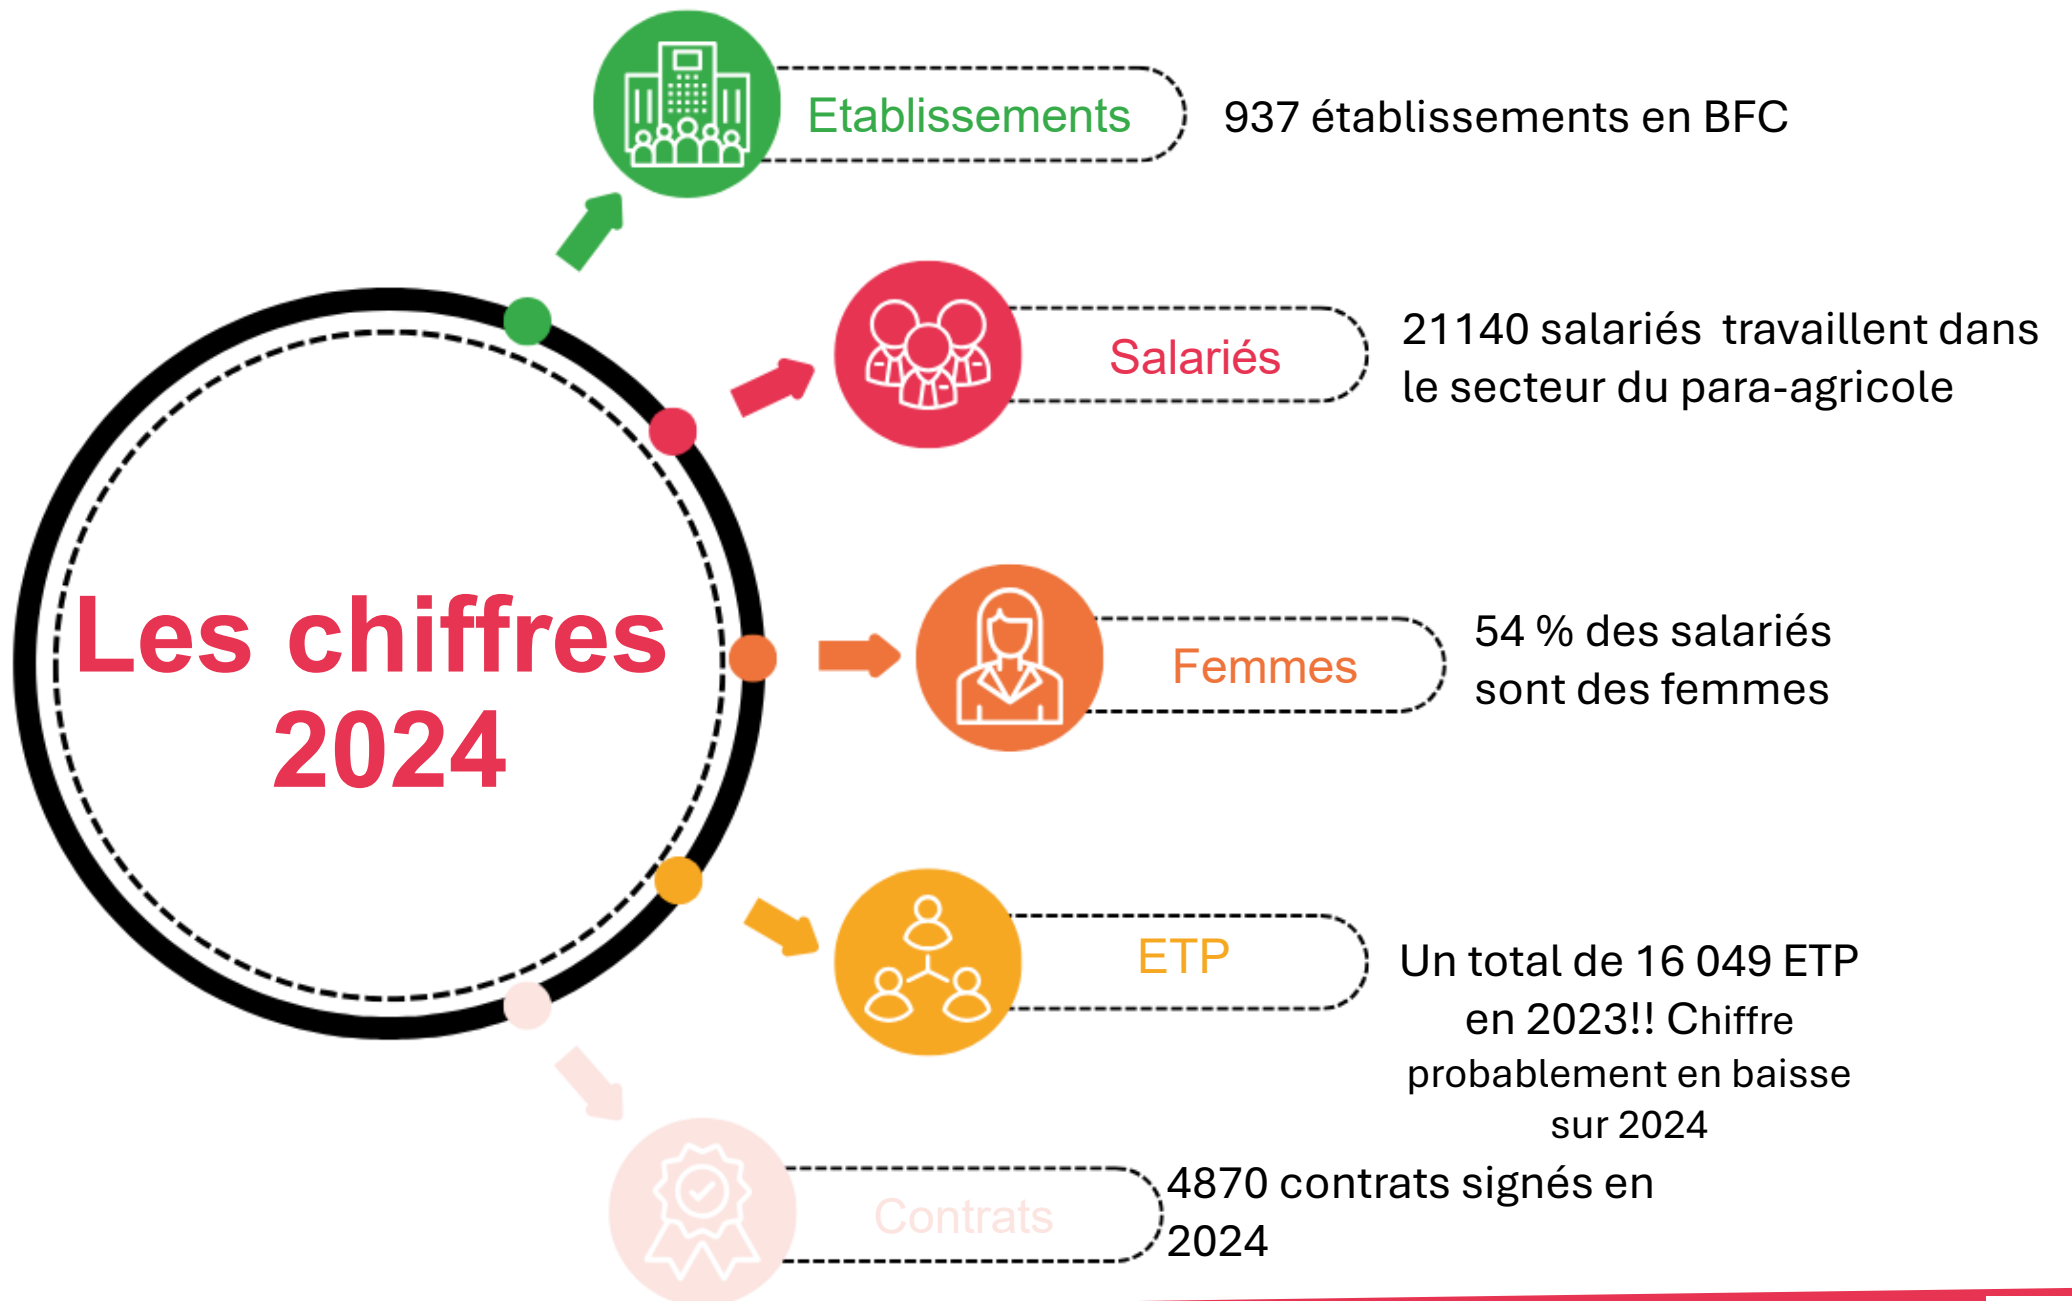 Etablissements
937 établissements en BFC
Salariés
21140 salariés travaillent dans
le secteur du para-agricole
Les chiffres
2024
Femmes
54 % des salariés
sont des femmes
ETP
Un total de 16 049 ETP
en 2023!! Chiffre
probablement en baisse
sur 2024
Contrats
4870 contrats signés en
2024